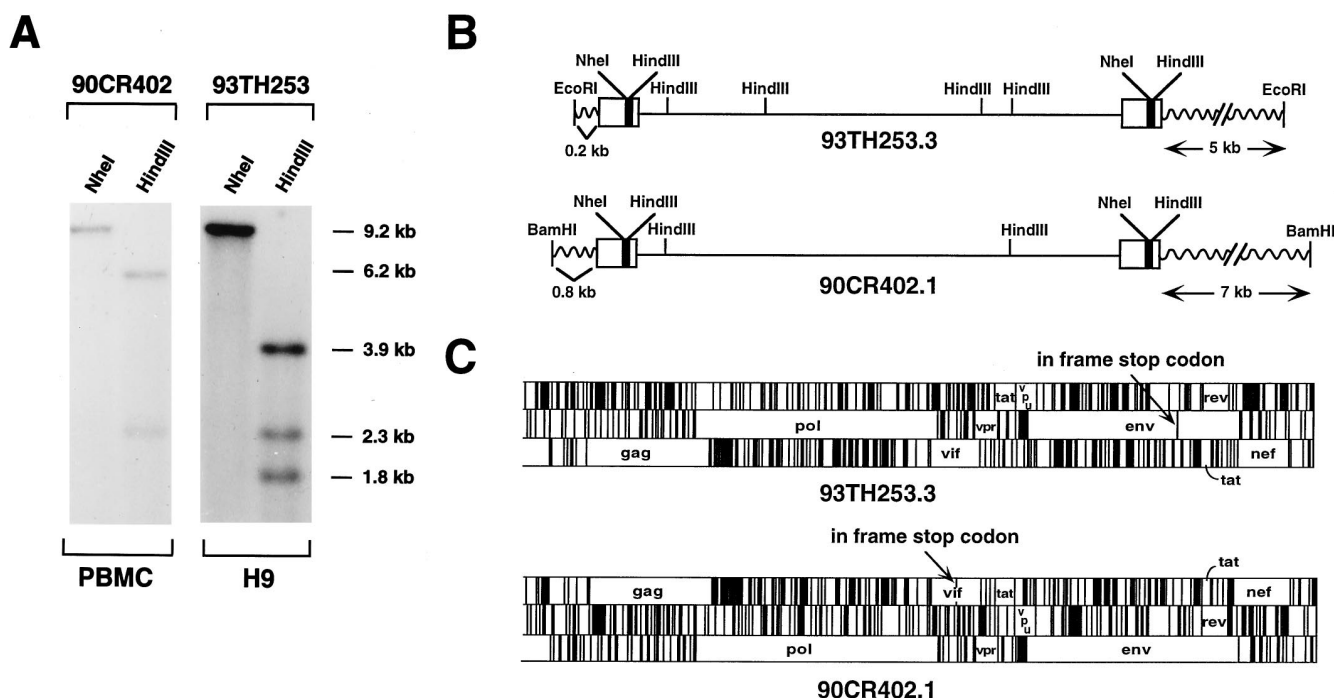 A
90CR402 93TH253
NheI HindIII NheI HindIII
9.2 kb
6.2 kb
3.9 kb
2.3 kb
1.8 kb
PBMC H9
B
NheI HindIII NheI HindIII
EcoRI HindIII HindIII HindIII HindIII EcoRI
0.2 kb 93TH253.3 5 kb
NheI HindIII NheI HindIII
BamHI HindIII HindIII BamHI
0.8 kb 90CR402.1 7 kb
C
in frame stop codon
tat vpu rev
pol vpr env
gag vif nef
tat
93TH253.3
in frame stop codon
tat
gag vif tat nef
vpu rev
pol vpr env
90CR402.1